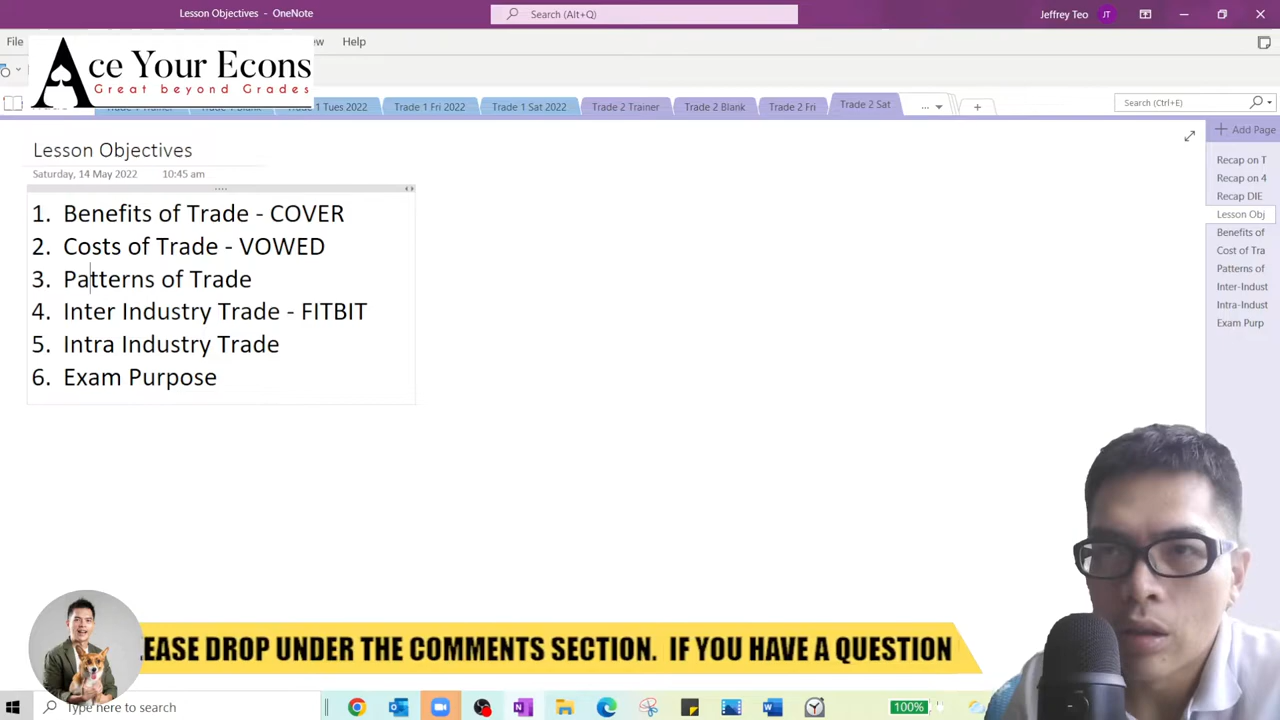 Lesson Objectives - OneNote
Search (Alt+Q)
Jeffrey Teo
JT
File
Help
Ace Your Econs
Great beyond Grades
1 Tues 2022
Trade 1 Fri 2022
Trade 1 Sat 2022
Trade 2 Trainer
Trade 2 Blank
Trade 2 Fri
Trade 2 Sat
...
Search (Ctrl+E)
Add Page
Lesson Objectives
Saturday, 14 May 2022 10:45 am
1. Benefits of Trade - COVER
2. Costs of Trade - VOWED
3. Patterns of Trade
4. Inter Industry Trade - FITBIT
5. Intra Industry Trade
6. Exam Purpose
Recap on T
Recap on 4
Recap DIE
Lesson Obj
Benefits of
Cost of Tra
Patterns of
Inter-Indust
Intra-Indust
Exam Purp
EASE DROP UNDER THE COMMENTS SECTION. IF YOU HAVE A QUESTION
Type here to search
100%